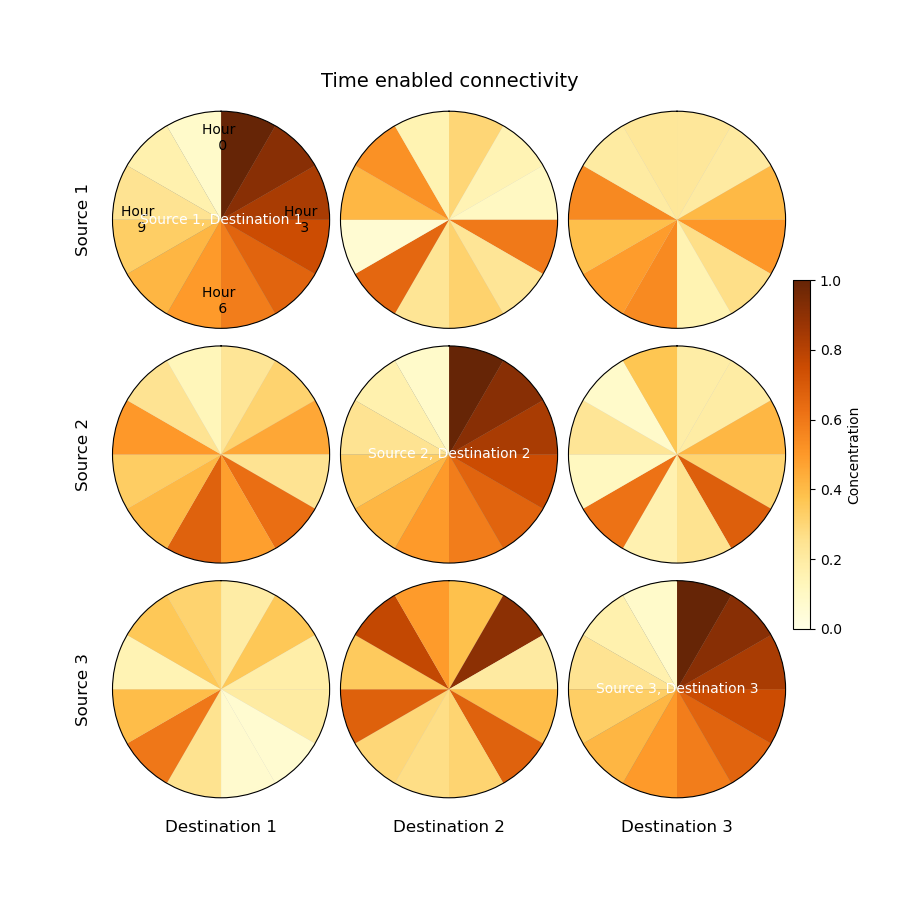 Time enabled connectivity
Source 1
Hour
0
Hour
9
Source 1, Destination 1
Hour
3
Hour
6
Source 2
Source 2, Destination 2
1.0
0.8
0.6
0.4
0.2
0.0
Concentration
Source 3
Source 3, Destination 3
Destination 1
Destination 2
Destination 3